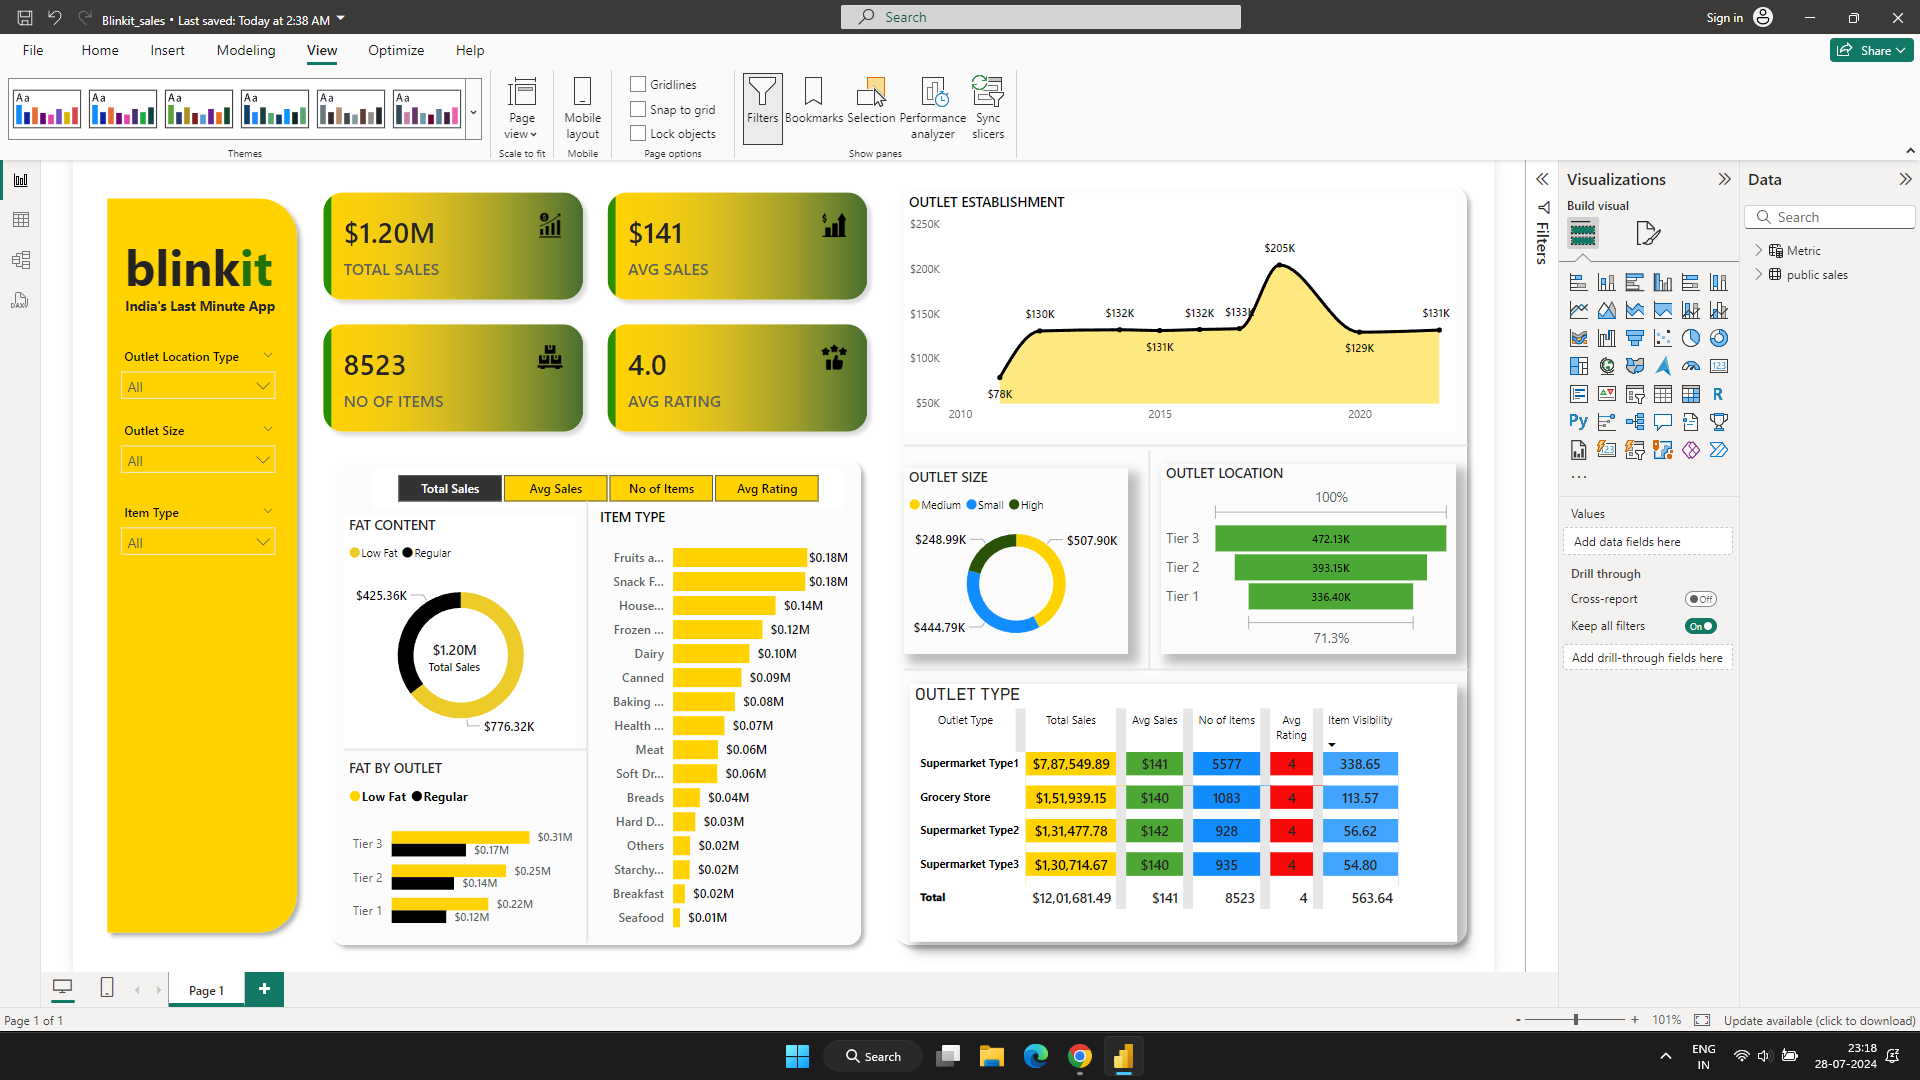 Blinkit_sales • Last saved: Today at 2:38 AM
Search
Sign in
File Home Insert Modeling View Optimize Help
Share
Aa Aa Aa Aa Aa Aa
Themes
Page view
Scale to fit
Mobile layout
Mobile
Gridlines
Snap to grid
Lock objects
Page options
Filters
Bookmarks
Selection
Performance analyzer
Sync slicers
Show panes
blinkit
India's Last Minute App
Outlet Location Type
All
Outlet Size
All
Item Type
All
$1.20M
TOTAL SALES
$141
AVG SALES
8523
NO OF ITEMS
4.0
AVG RATING
Total Sales Avg Sales No of Items Avg Rating
FAT CONTENT
Low Fat Regular
$425.36K
$1.20M
Total Sales
$776.32K
FAT BY OUTLET
Low Fat Regular
Tier 3 $0.31M
$0.17M
Tier 2 $0.25M
$0.14M
Tier 1 $0.22M
$0.12M
ITEM TYPE
Fruits a... $0.18M
Snack F... $0.18M
House... $0.14M
Frozen ... $0.12M
Dairy $0.10M
Canned $0.09M
Baking ... $0.08M
Health ... $0.07M
Meat $0.06M
Soft Dr... $0.06M
Breads $0.04M
Hard D... $0.03M
Others $0.02M
Starchy... $0.02M
Breakfast $0.02M
Seafood $0.01M
OUTLET ESTABLISHMENT
$250K
$200K
$150K
$100K
$50K
$78K $130K $132K $131K $132K $133K $205K $129K $131K
2010 2015 2020
OUTLET SIZE
Medium Small High
$248.99K $507.90K
$444.79K
OUTLET LOCATION
100%
Tier 3 472.13K
Tier 2 393.15K
Tier 1 336.40K
71.3%
OUTLET TYPE
Outlet Type Total Sales Avg Sales No of Items Avg Rating Item Visibility
Supermarket Type1 $7,87,549.89 $141 5577 4 338.65
Grocery Store $1,51,939.15 $140 1083 4 113.57
Supermarket Type2 $1,31,477.78 $142 928 4 56.62
Supermarket Type3 $1,30,714.67 $140 935 4 54.80
Total $12,01,681.49 $141 8523 4 563.64
Filters
Visualizations
Build visual
123
R
Py
123
...
Values
Add data fields here
Drill through
Cross-report Off
Keep all filters On
Add drill-through fields here
Data
Search
Metric
public sales
DAX
Page 1
+
Page 1 of 1
- + 101%
Update available (click to download)
Search
ENG
IN
23:18
28-07-2024